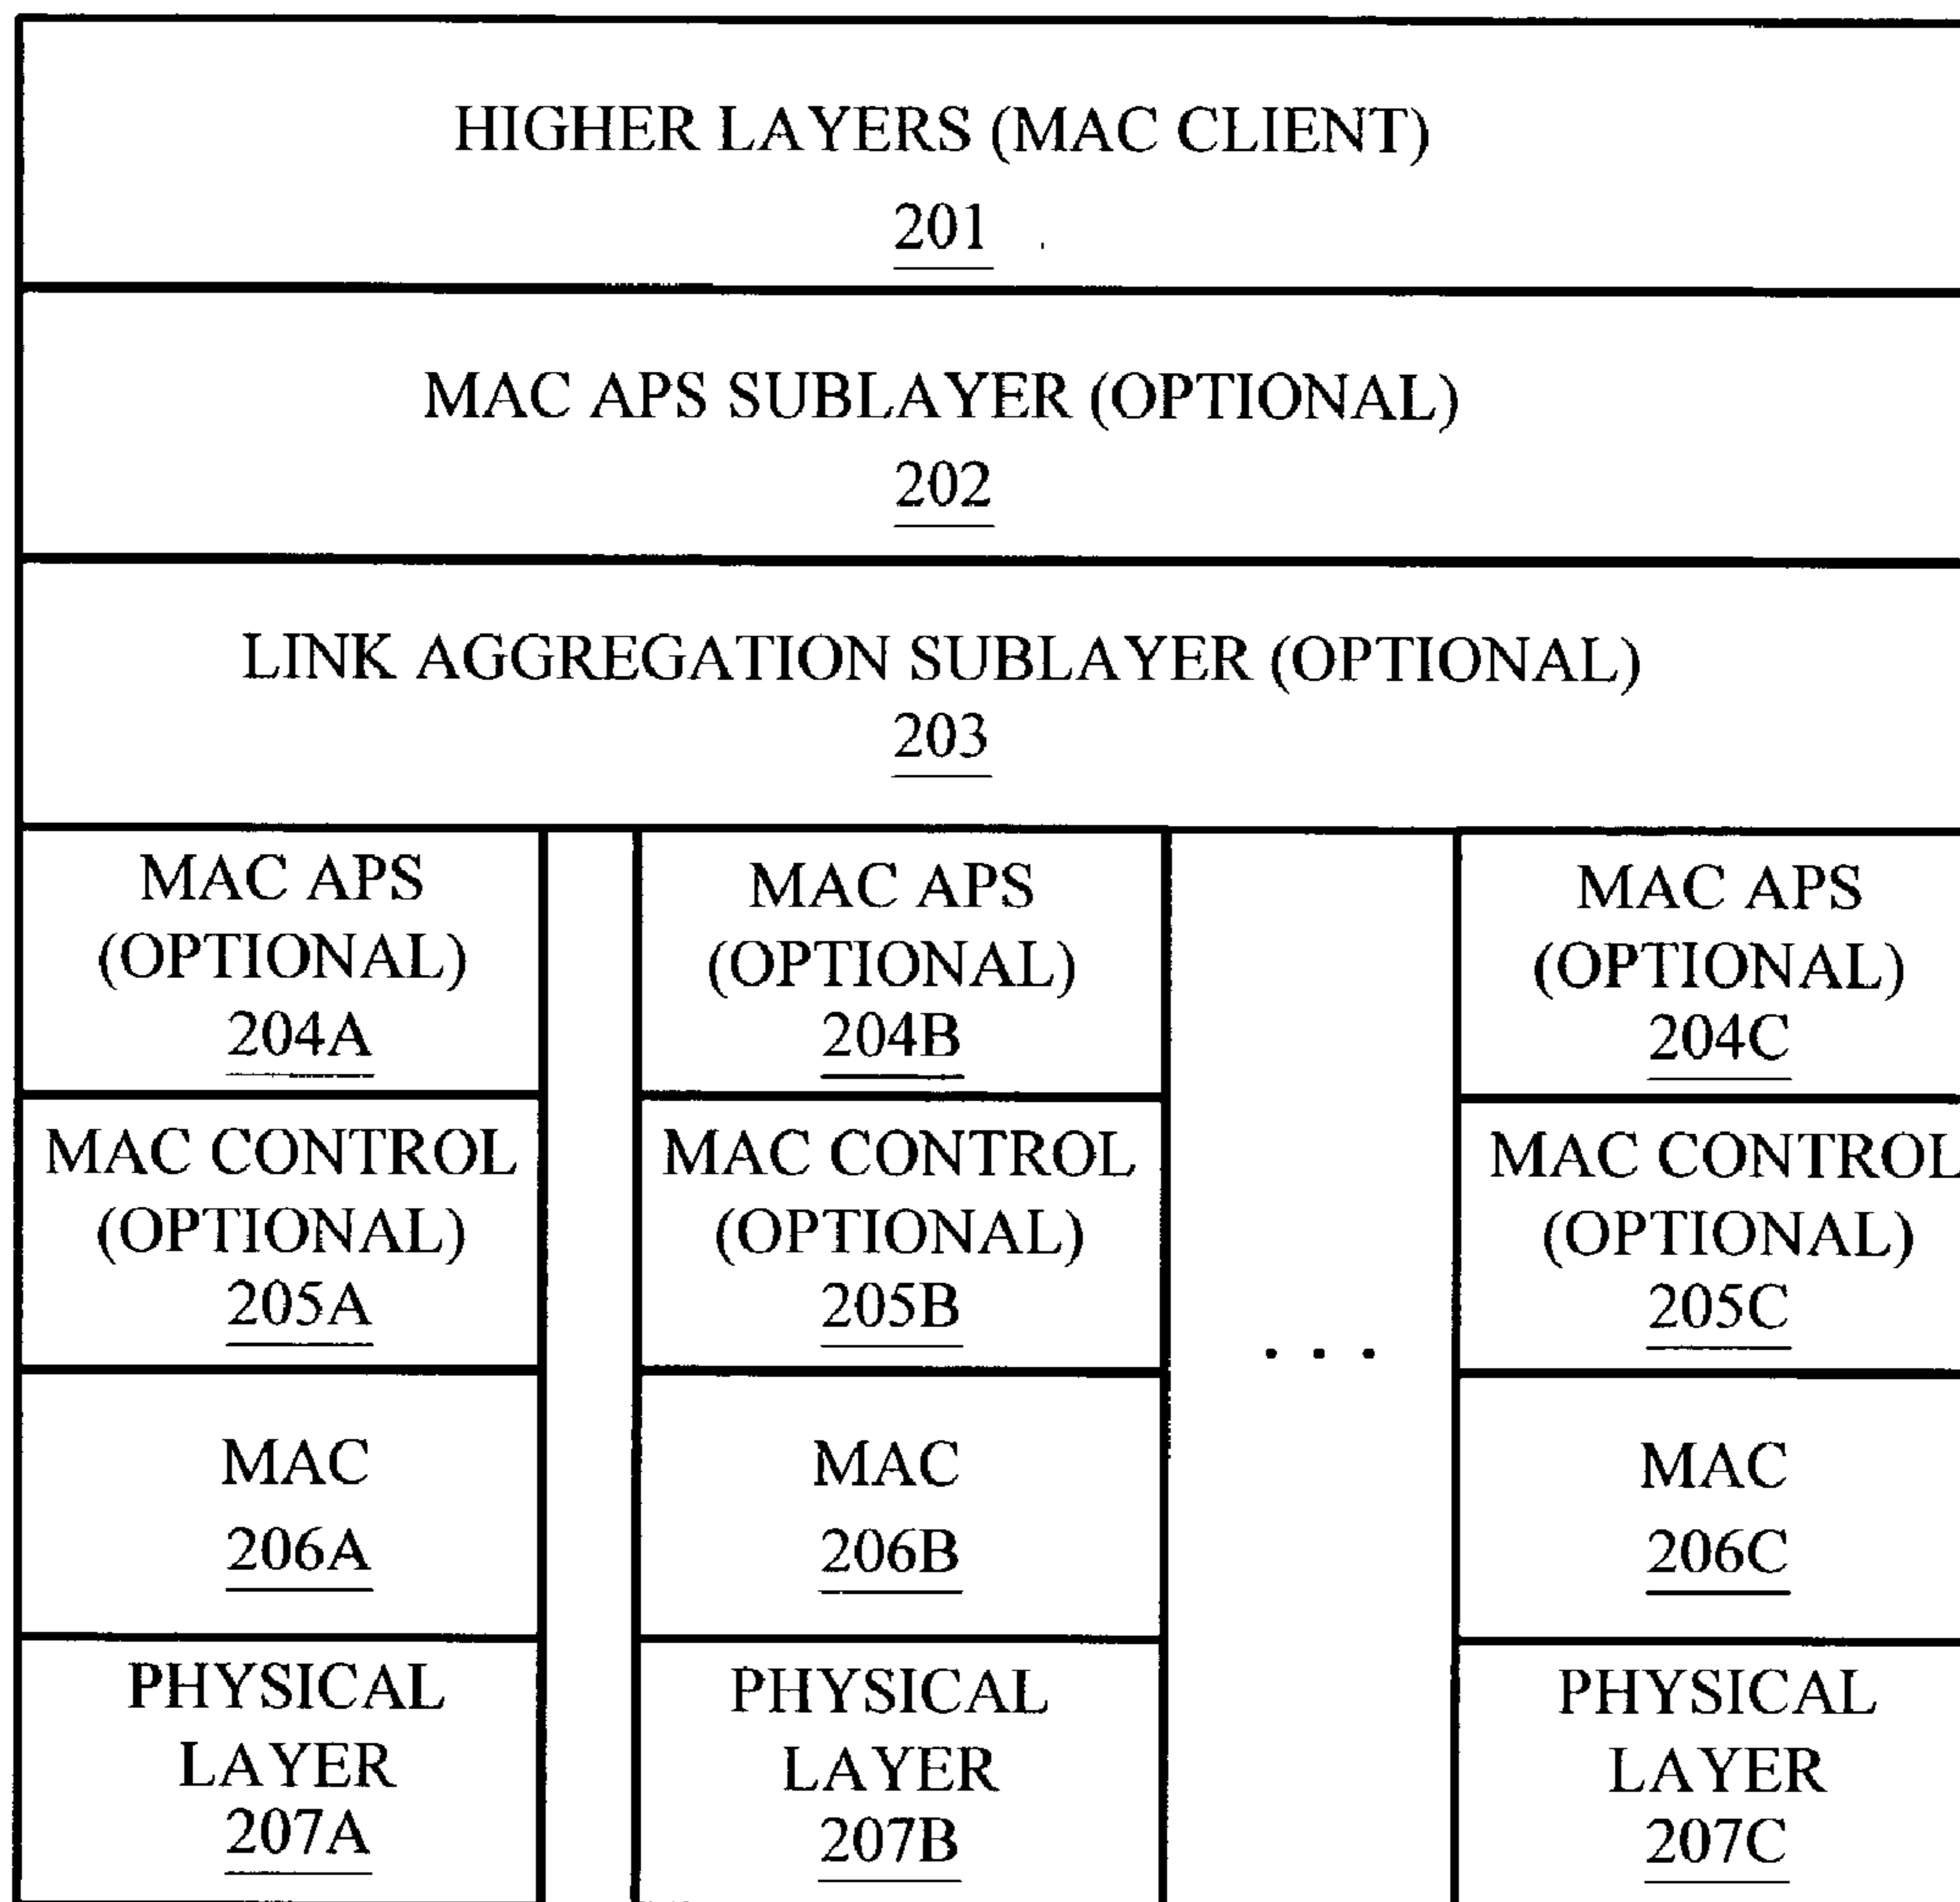 HIGHER LAYERS (MAC CLIENT)
201
MAC APS SUBLAYER (OPTIONAL)
202
LINK AGGREGATION SUBLAYER (OPTIONAL)
203
MAC APS
(OPTIONAL)
204A
MAC APS
(OPTIONAL)
204B
MAC APS
(OPTIONAL)
204C
MAC CONTROL
(OPTIONAL)
205A
MAC CONTROL
(OPTIONAL)
205B
MAC CONTROL
(OPTIONAL)
205C
. . .
MAC
206A
MAC
206B
MAC
206C
PHYSICAL
LAYER
207A
PHYSICAL
LAYER
207B
PHYSICAL
LAYER
207C